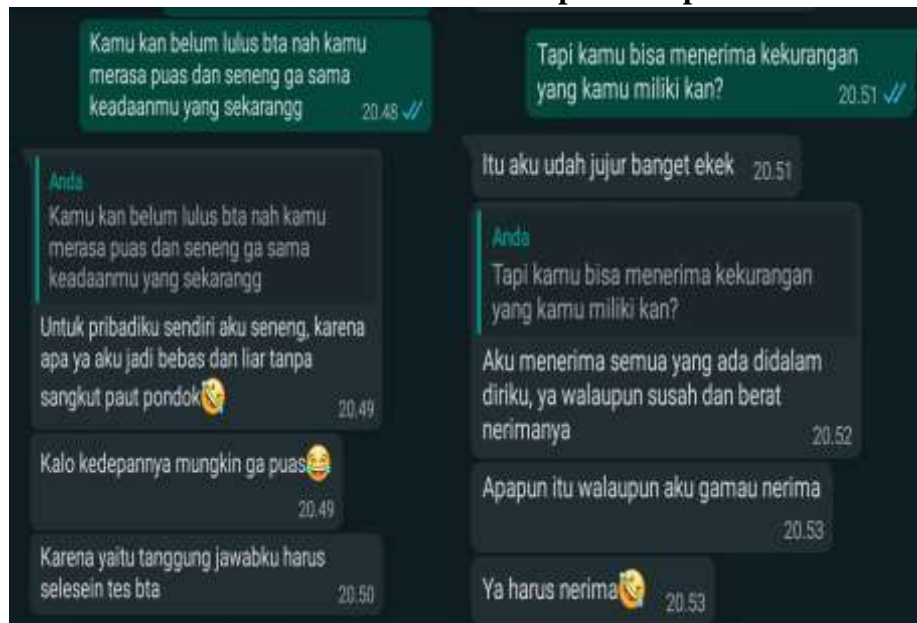 Kamu kan belum lulus bta nah kamu
merasa puas dan seneng ga sama
keadaanmu yang sekarangg
20.48
Anda
Kamu kan belum lulus bta nah kamu
merasa puas dan seneng ga sama
keadaanmu yang sekarangg
Untuk pribadiku sendiri aku seneng, karena
apa ya aku jadi bebas dan liar tanpa
sangkut paut pondok🤣
20.49
Kalo kedepannya mungkin ga puas😂
20.49
Karena yaitu tanggung jawabku harus
selesein tes bta
20.50
Tapi kamu bisa menerima kekurangan
yang kamu miliki kan?
20.51
Itu aku udah jujur banget ekek 20.51
Anda
Tapi kamu bisa menerima kekurangan
yang kamu miliki kan?
Aku menerima semua yang ada didalam
diriku, ya walaupun susah dan berat
nerimanya
20.52
Apapun itu walaupun aku gamau nerima
20.53
Ya harus nerima🤣 20.53